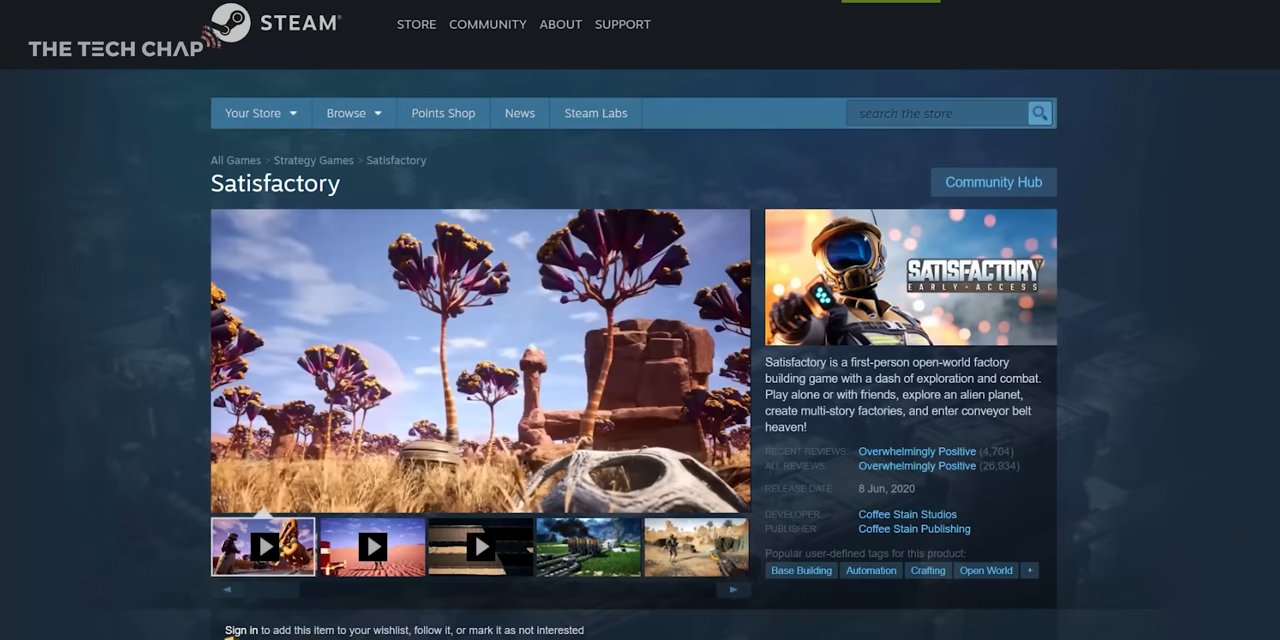 STEAM®
STORE COMMUNITY ABOUT SUPPORT
THE TECH CHAP
Your Store Browse Points Shop News Steam Labs search the store
All Games > Strategy Games > Satisfactory
Satisfactory
Community Hub
SATISFACTORY
EARLY ACCESS
Satisfactory is a first-person open-world factory
building game with a dash of exploration and combat.
Play alone or with friends, explore an alien planet,
create multi-story factories, and enter conveyor belt
heaven!
RECENT REVIEWS: Overwhelmingly Positive (4,704)
ALL REVIEWS: Overwhelmingly Positive (26,934)
RELEASE DATE: 8 Jun, 2020
DEVELOPER: Coffee Stain Studios
PUBLISHER: Coffee Stain Publishing
Popular user-defined tags for this product:
Base Building Automation Crafting Open World +
Sign in to add this item to your wishlist, follow it, or mark it as not interested